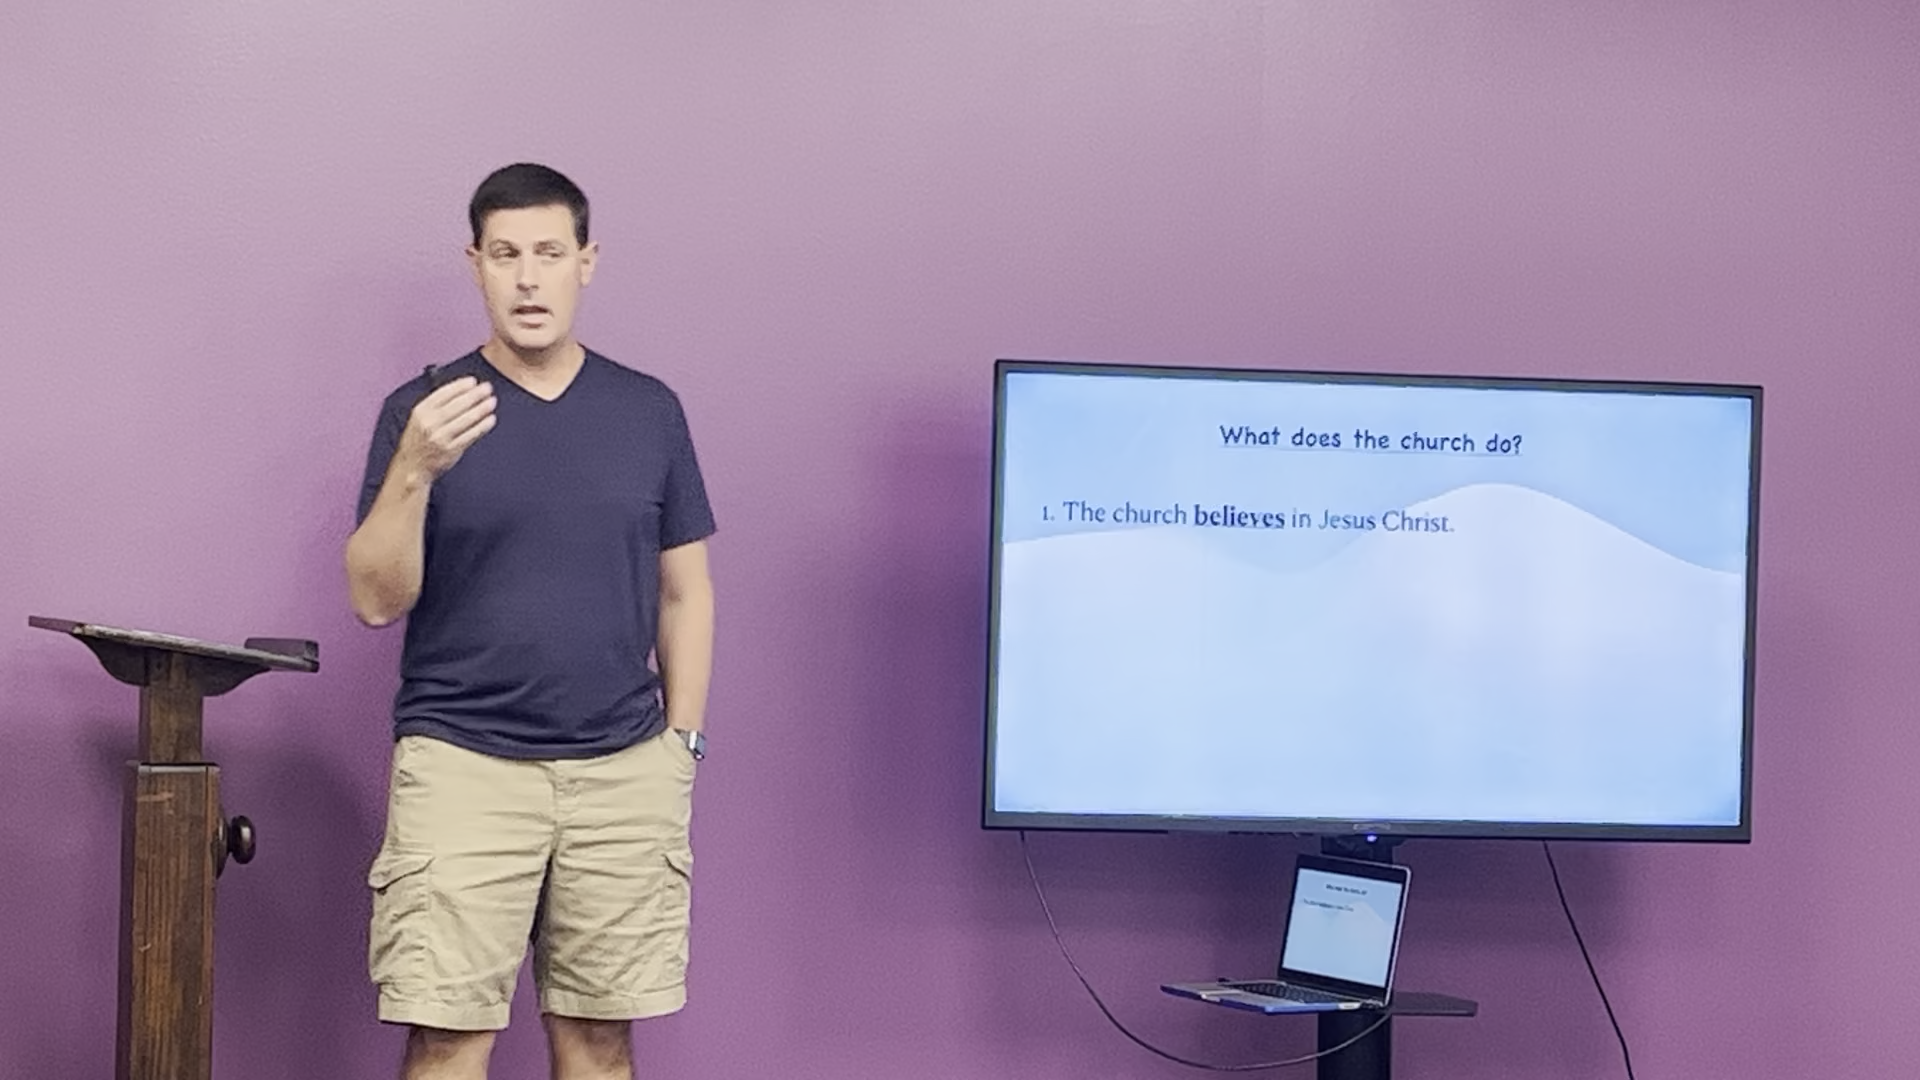 What does the church do?
1. The church believes in Jesus Christ.